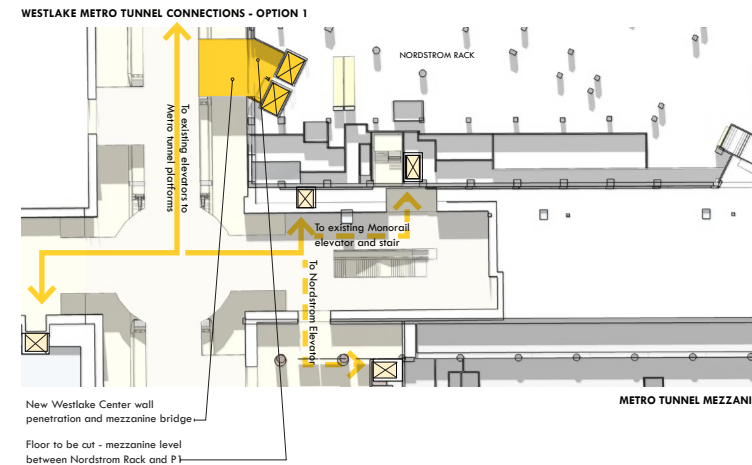 WESTLAKE METRO TUNNEL CONNECTIONS - OPTION 1
NORDSTROM RACK
To existing elevators to
Metro tunnel platforms
To existing Monorail
elevator and stair
To Nordstrom Elevator
METRO TUNNEL MEZZANI
New Westlake Center wall
penetration and mezzanine bridge
Floor to be cut - mezzanine level
between Nordstrom Rack and P1